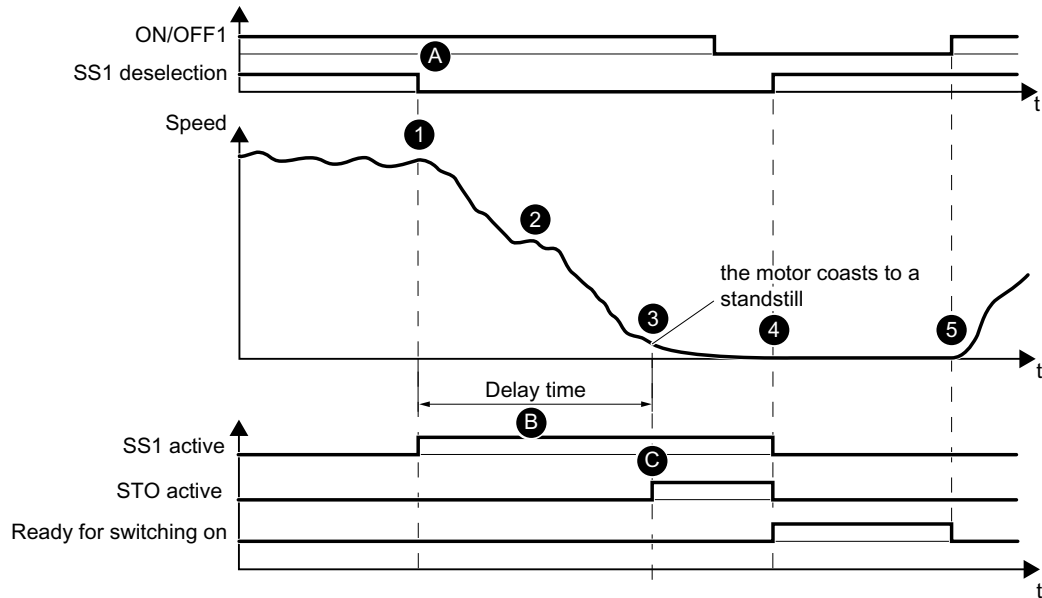 ON/OFF1
A
SS1 deselection
t
Speed
1
2
the motor coasts to a
standstill
3
4
5
t
Delay time
B
SS1 active
C
STO active
Ready for switching on
t